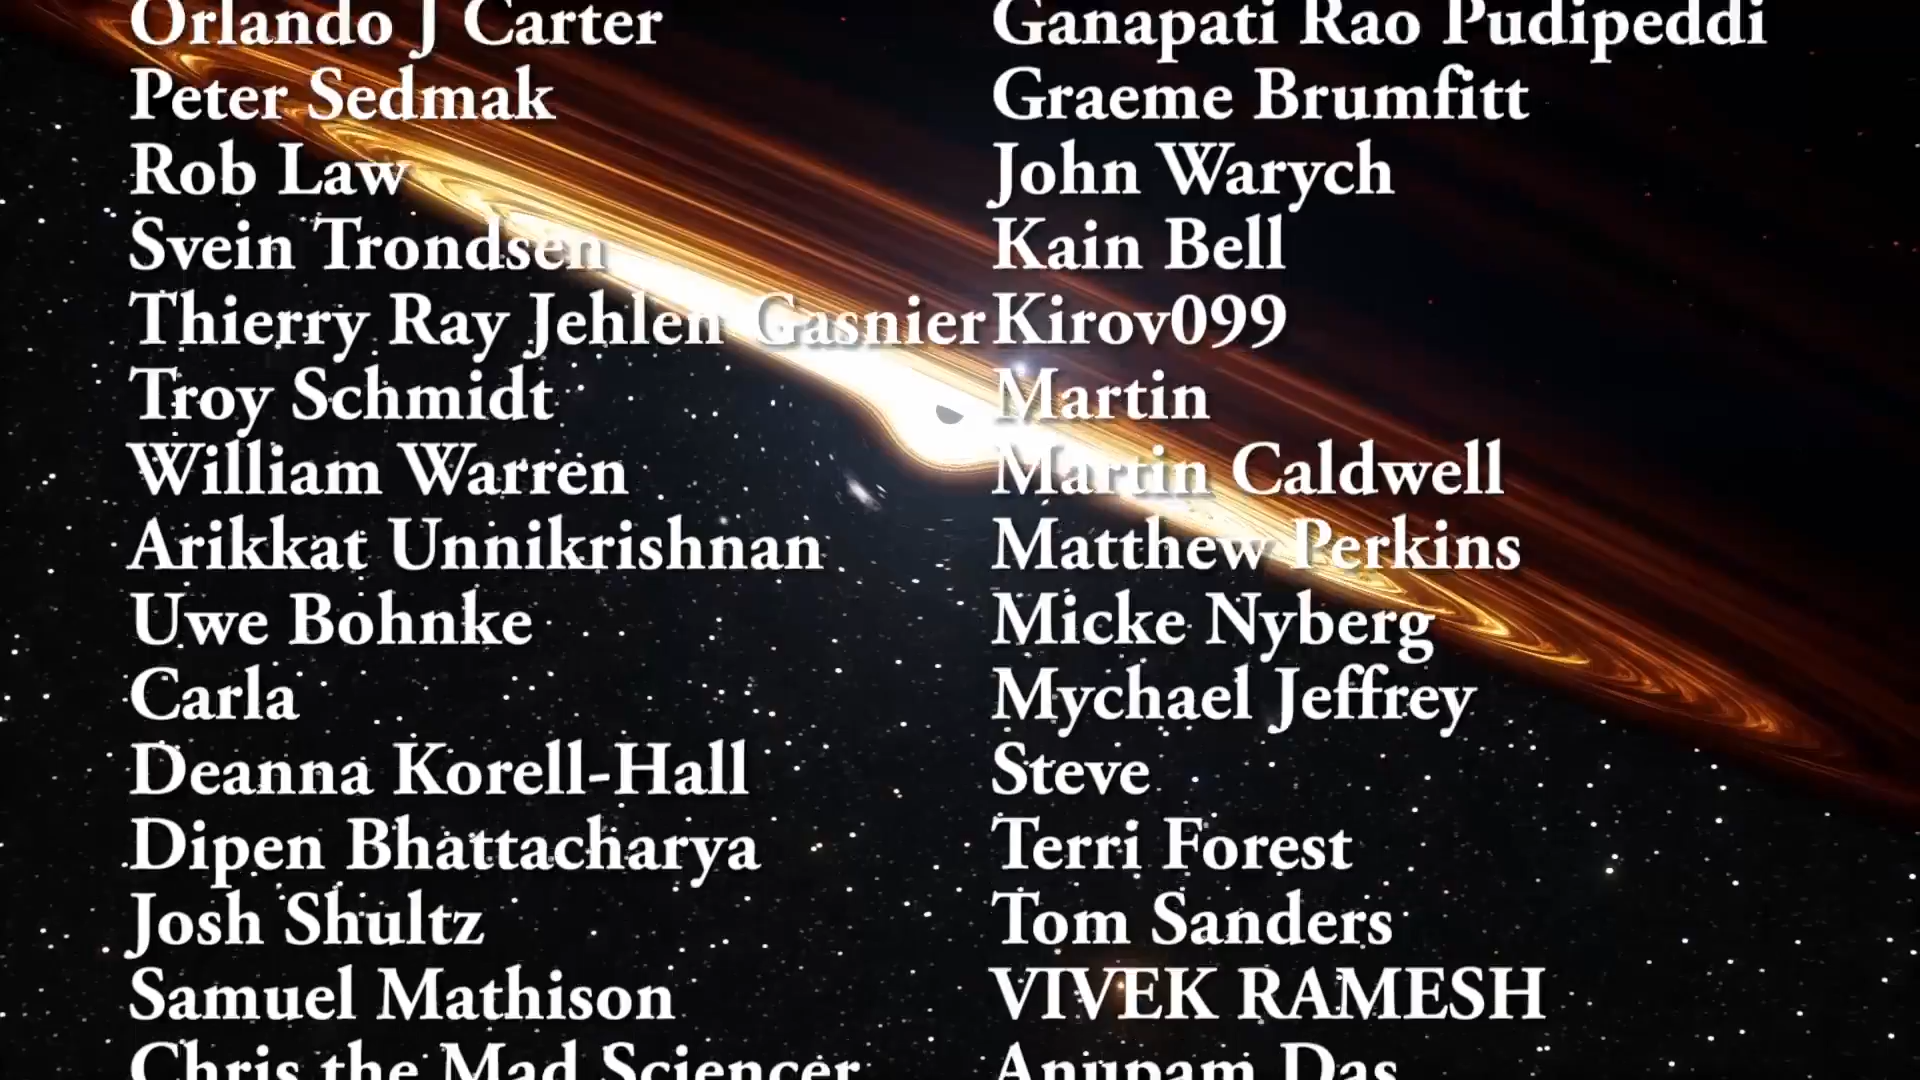 Orlando J Carter
Peter Sedmak
Rob Law
Svein Trondsen
Thierry Ray Jehlen Gasnier
Troy Schmidt
William Warren
Arikkat Unnikrishnan
Uwe Bohnke
Carla
Deanna Korell-Hall
Dipen Bhattacharya
Josh Shultz
Samuel Mathison
Chris the Mad Sciencer
Ganapati Rao Pudipeddi
Graeme Brumfitt
John Warych
Kain Bell
Kirov099
Martin
Martin Caldwell
Matthew Perkins
Micke Nyberg
Mychael Jeffrey
Steve
Terri Forest
Tom Sanders
VIVEK RAMESH
Anupam Das